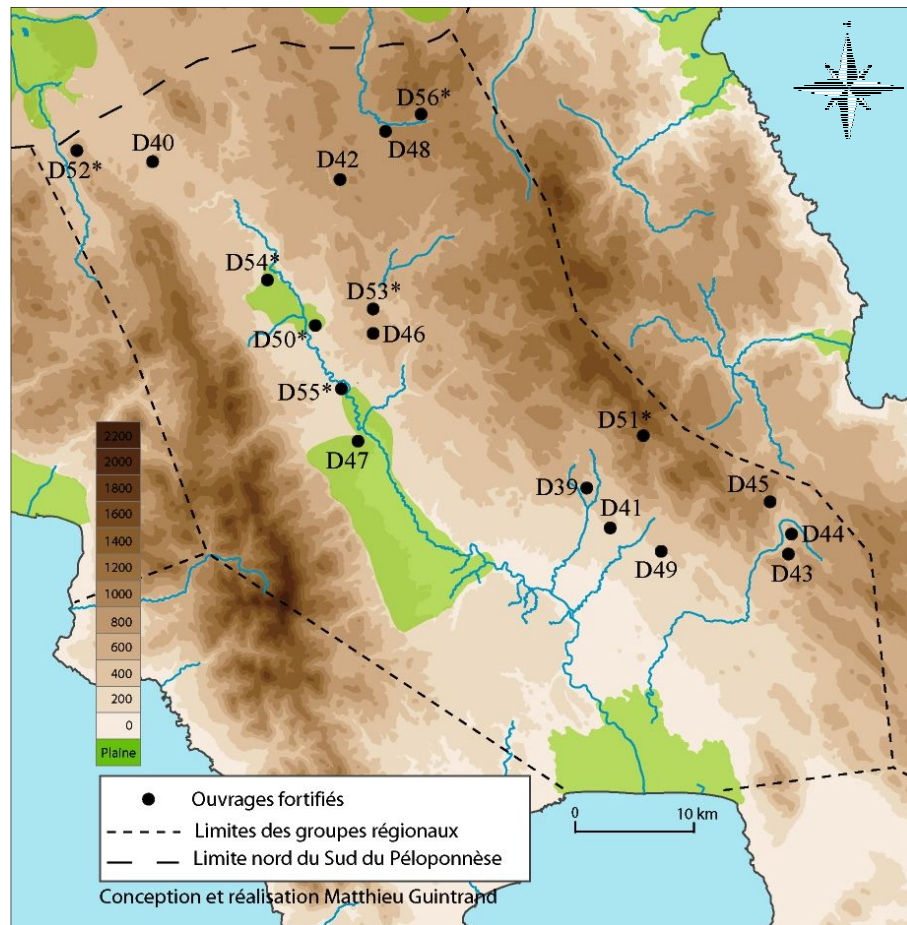 D56*
D40
D48
D52*
D42
D54*
D53*
D50*
D46
D55*
D51*
D47
D45
D39
D41
D44
D49
D43
2200
2000
1800
1600
1400
1200
1000
800
600
400
200
0
Plaine
Ouvrages fortifiés
Limites des groupes régionaux
Limite nord du Sud du Péloponnèse
0 10 km
Conception et réalisation Matthieu Guintrand